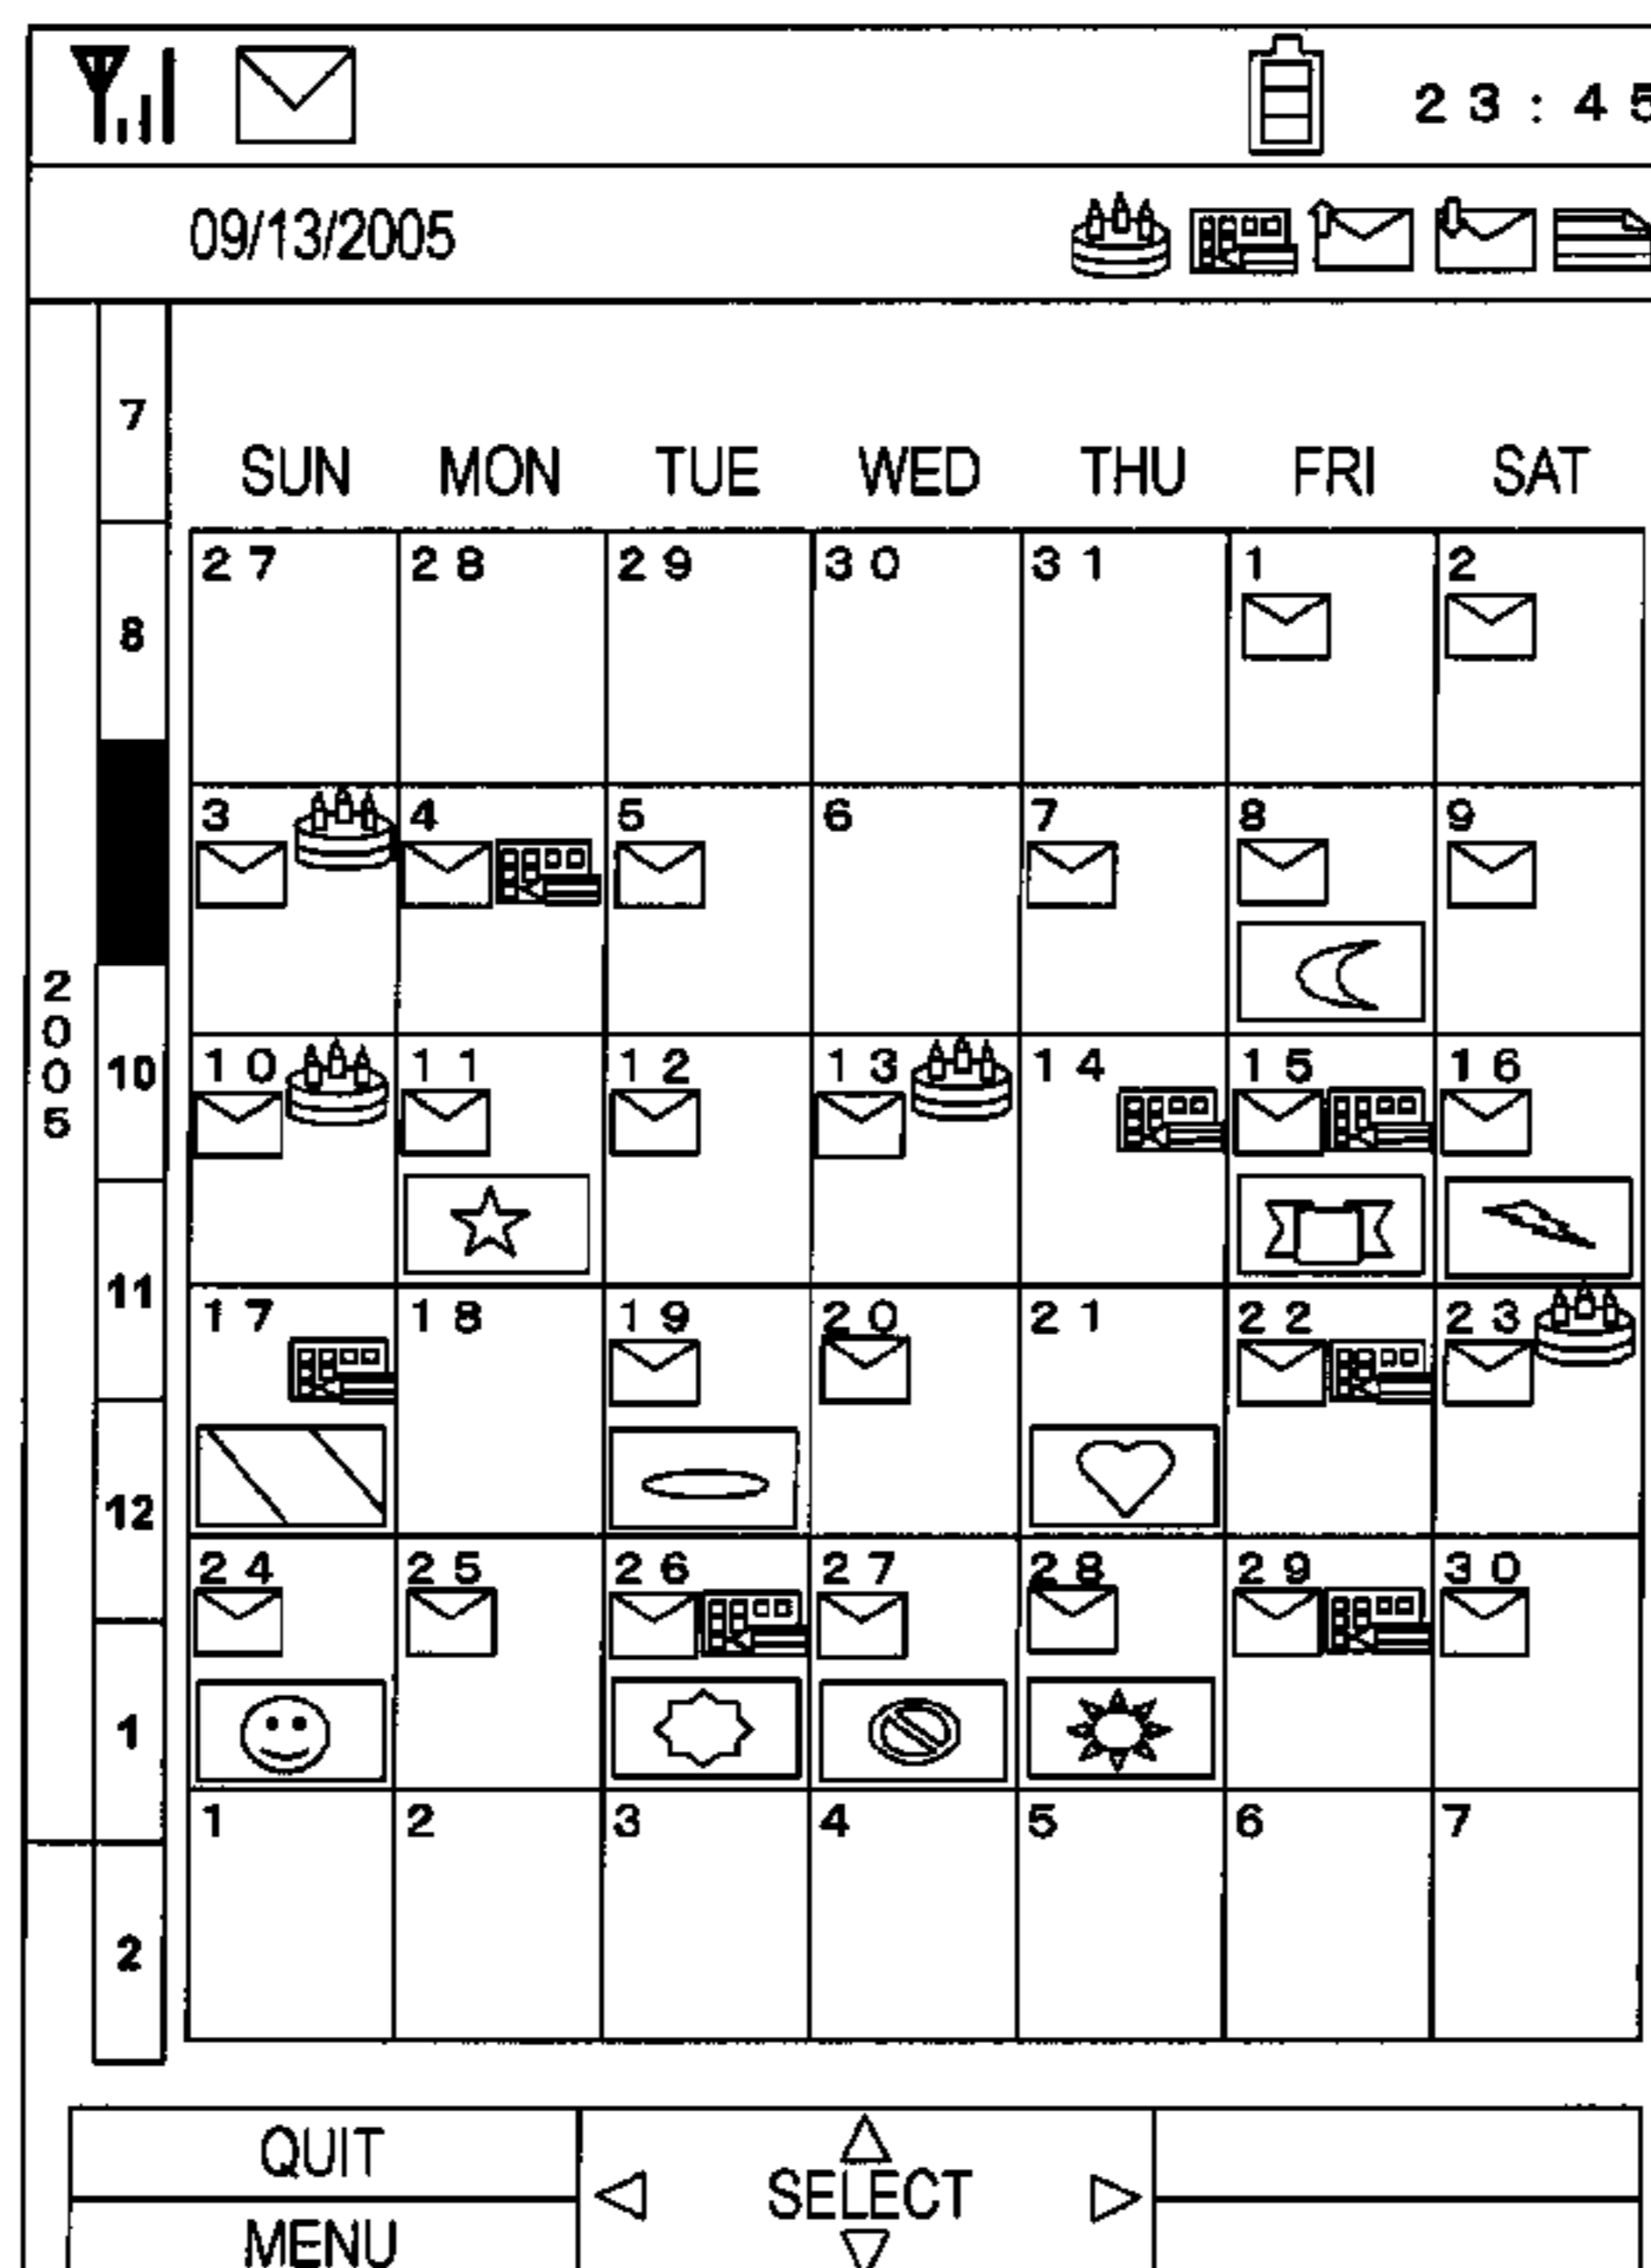 23:45
09/13/2005
7
SUN MON TUE WED THU FRI SAT
27 28 29 30 31 1 2
8
3 4 5 6 7 8 9
2005
10 11 12 13 14 15 16
10
11
17 18 19 20 21 22 23
12
24 25 26 27 28 29 30
1
1 2 3 4 5 6 7
2
QUIT
SELECT
MENU